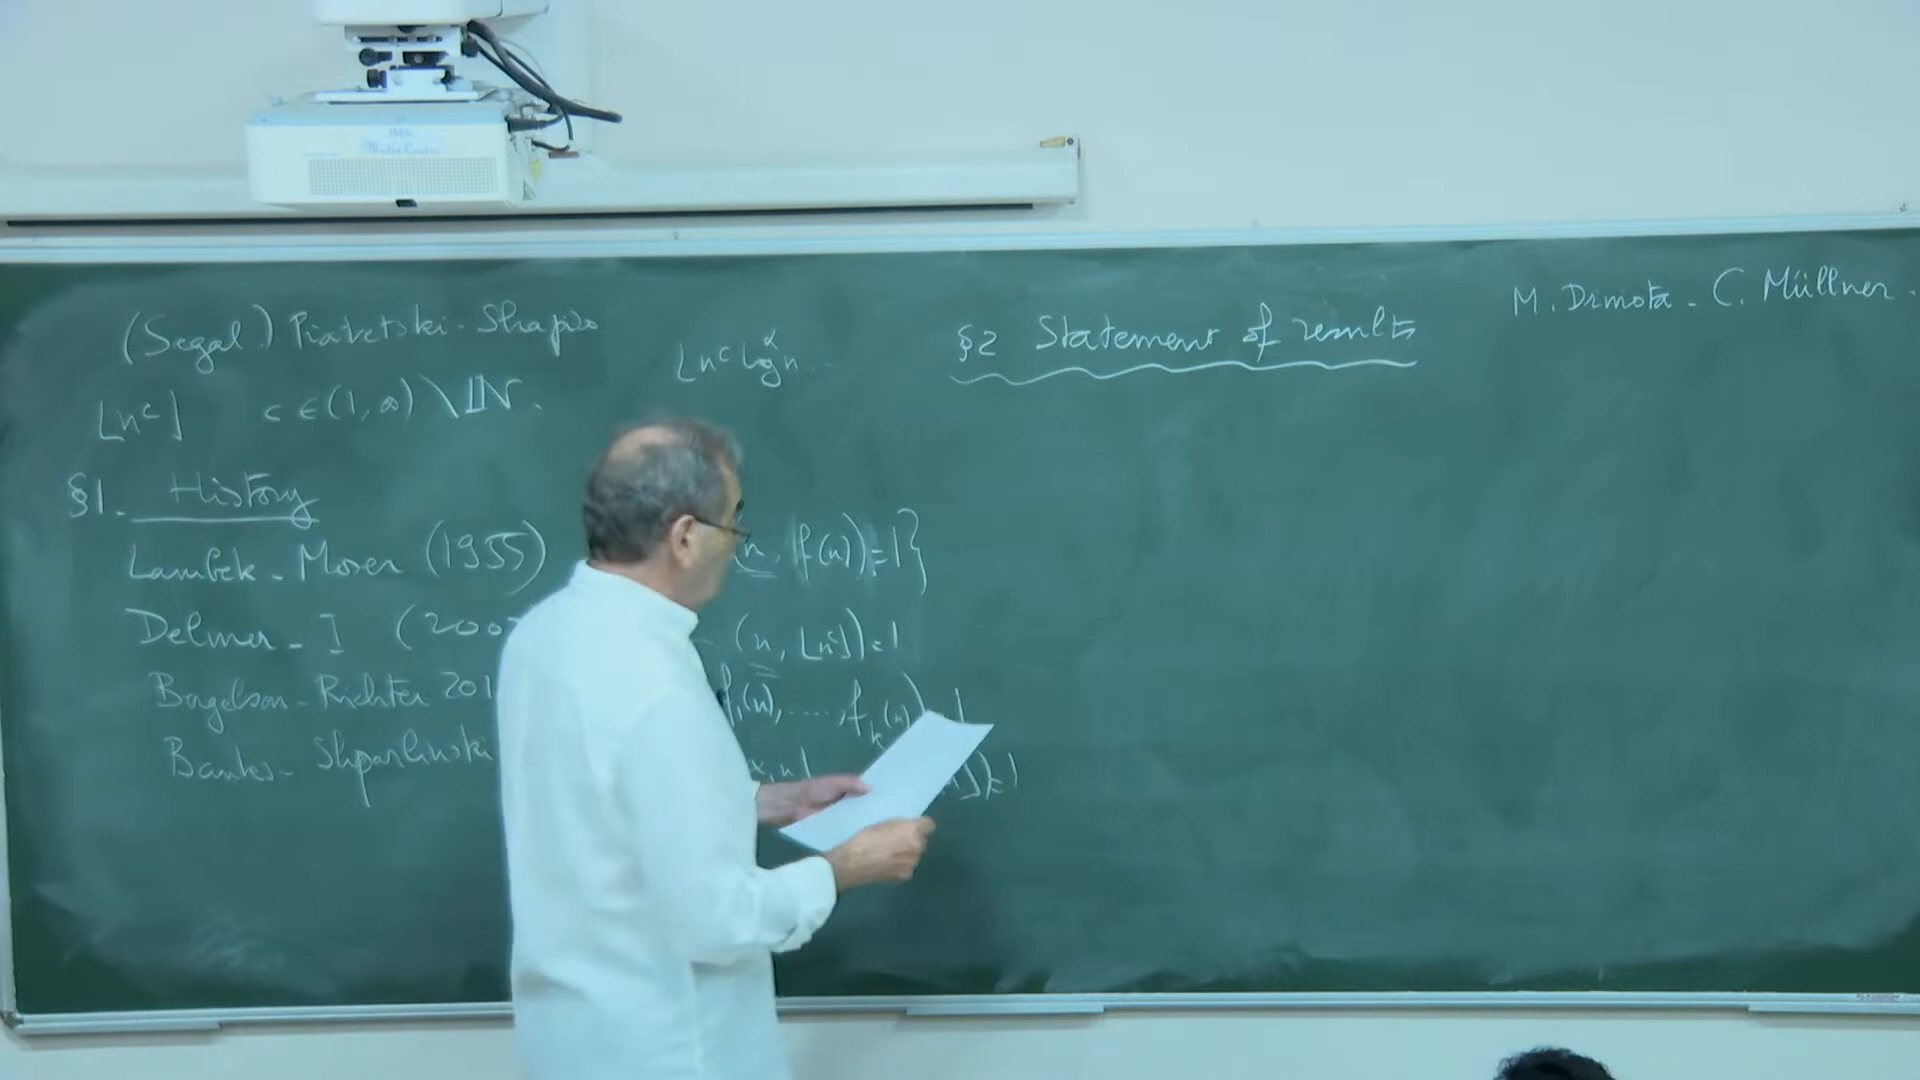 (Segal) Piatetski-Shapiro
⌊n^c⌋ c ∈ (1, ∞) \ ℕ.
⌊n^c log^α n...
§1. History
Lambek-Moser (1955) n, f(n))=1}
Delmer- (200 (n, ⌊n^c⌋)=1
Richter 201 f_1(n), ...., f_k(n)) 1
Banks- Shparlinski
§2 Statement of results
M. Drmota - C. Müllner.